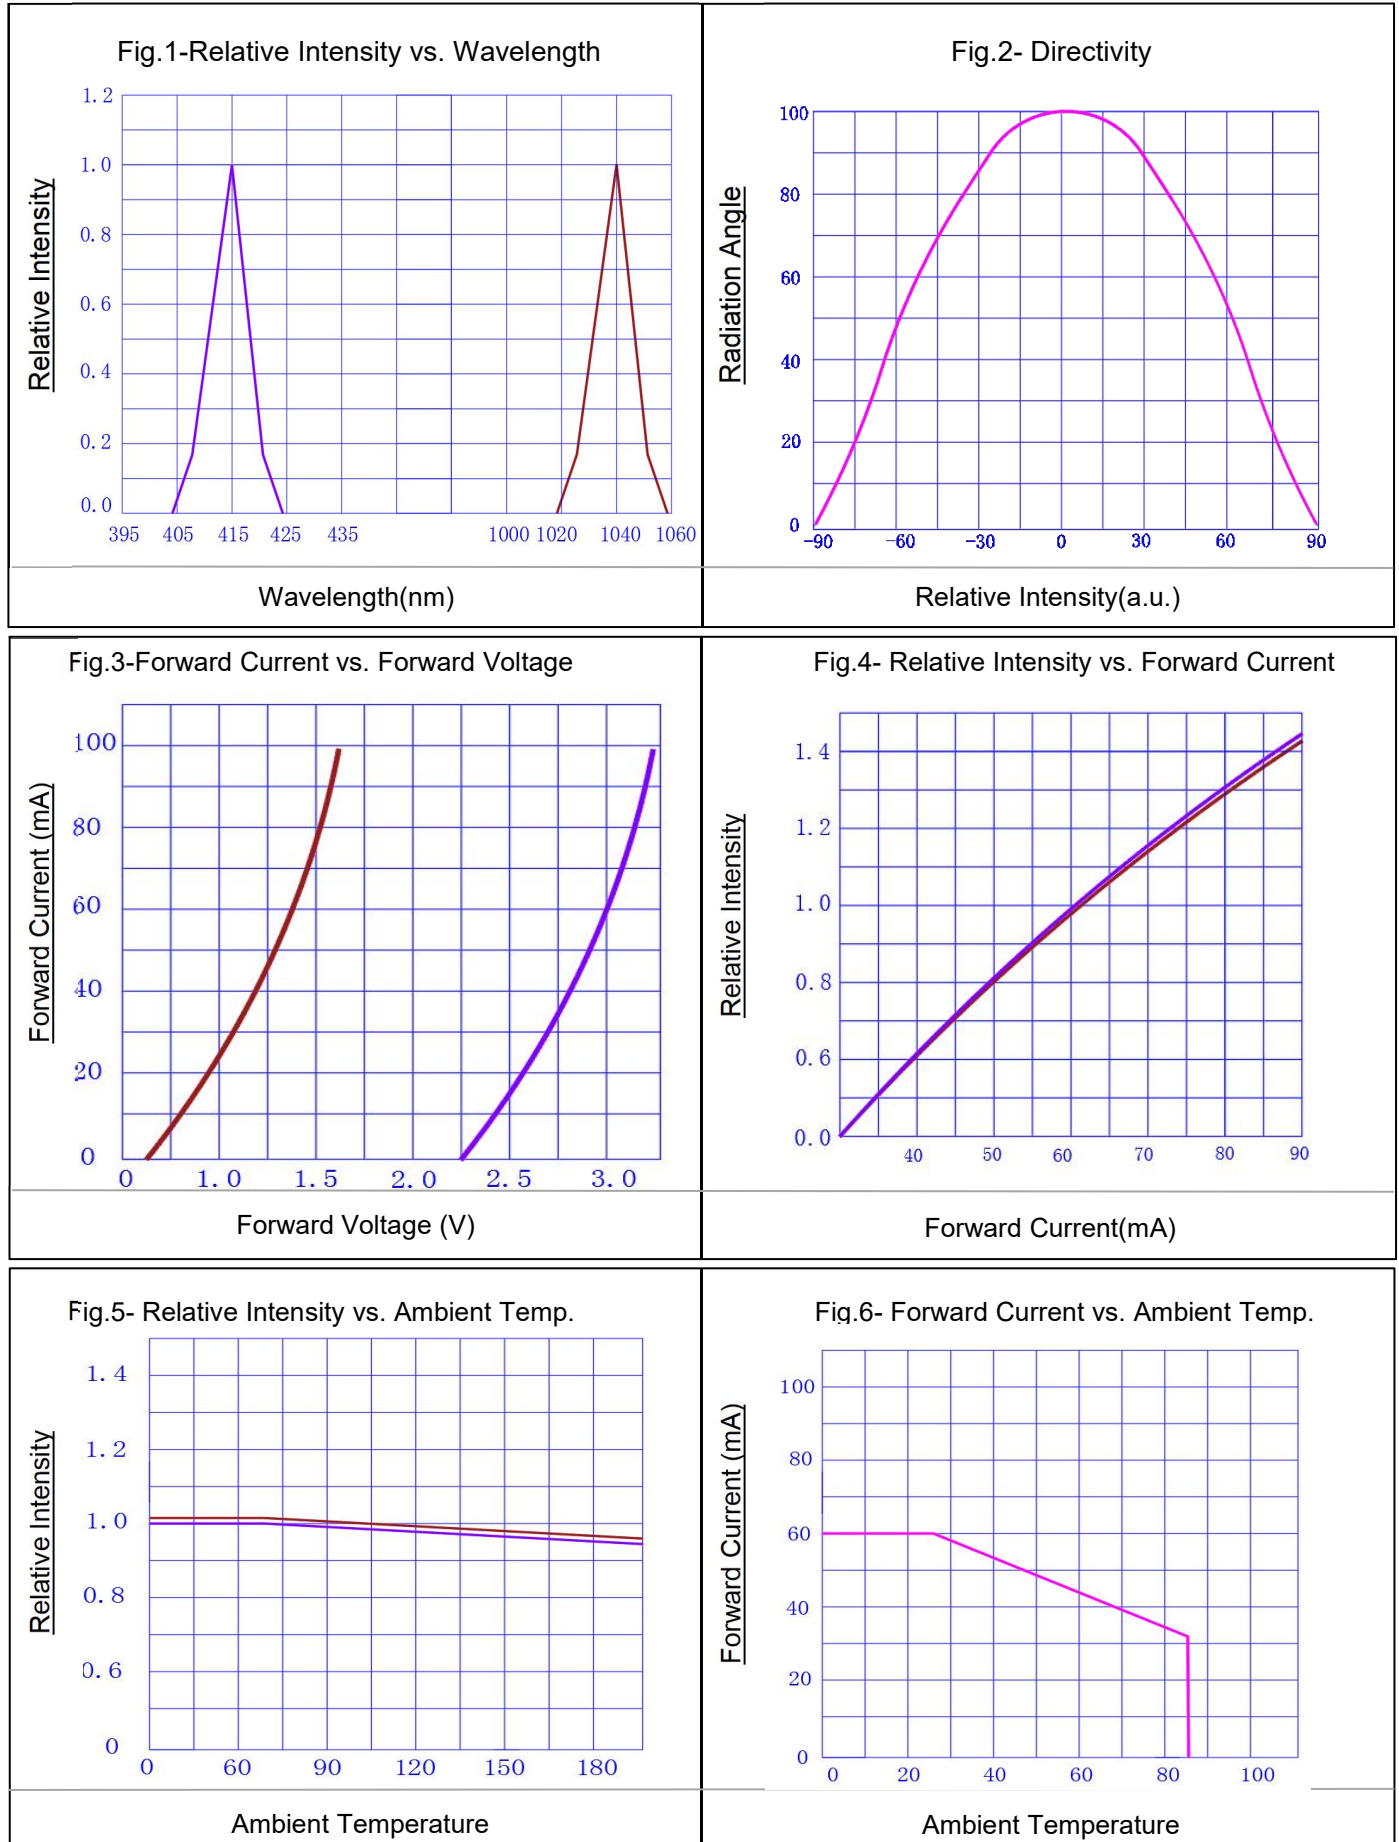 Fig.1-Relative Intensity vs. Wavelength
1.2
1.0
0.8
0.6
0.4
0.2
0.0
Relative Intensity
395 405 415 425 435 1000 1020 1040 1060
Wavelength(nm)
Fig.2- Directivity
100
80
60
40
20
0
Radiation Angle
-90 -60 -30 0 30 60 90
Relative Intensity(a.u.)
Fig.3-Forward Current vs. Forward Voltage
100
80
60
40
20
0
Forward Current (mA)
0 1.0 1.5 2.0 2.5 3.0
Forward Voltage (V)
Fig.4- Relative Intensity vs. Forward Current
1.4
1.2
1.0
0.8
0.6
0.0
Relative Intensity
40 50 60 70 80 90
Forward Current(mA)
Fig.5- Relative Intensity vs. Ambient Temp.
1.4
1.2
1.0
0.8
0.6
0
Relative Intensity
0 60 90 120 150 180
Ambient Temperature
Fig.6- Forward Current vs. Ambient Temp.
100
80
60
40
20
0
Forward Current (mA)
0 20 40 60 80 100
Ambient Temperature